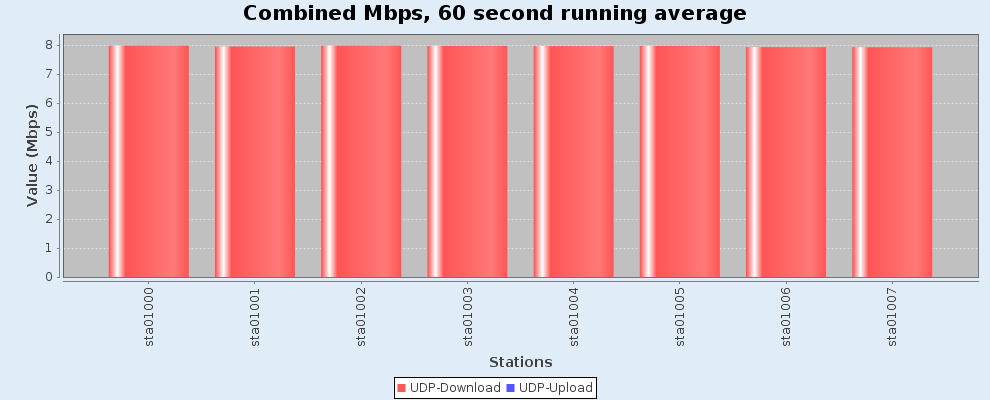 Combined Mbps, 60 second running average
Value (Mbps)
8
7
6
5
4
3
2
1
0
sta01000
sta01001
sta01002
sta01003
sta01004
sta01005
sta01006
sta01007
Stations
UDP-Download UDP-Upload